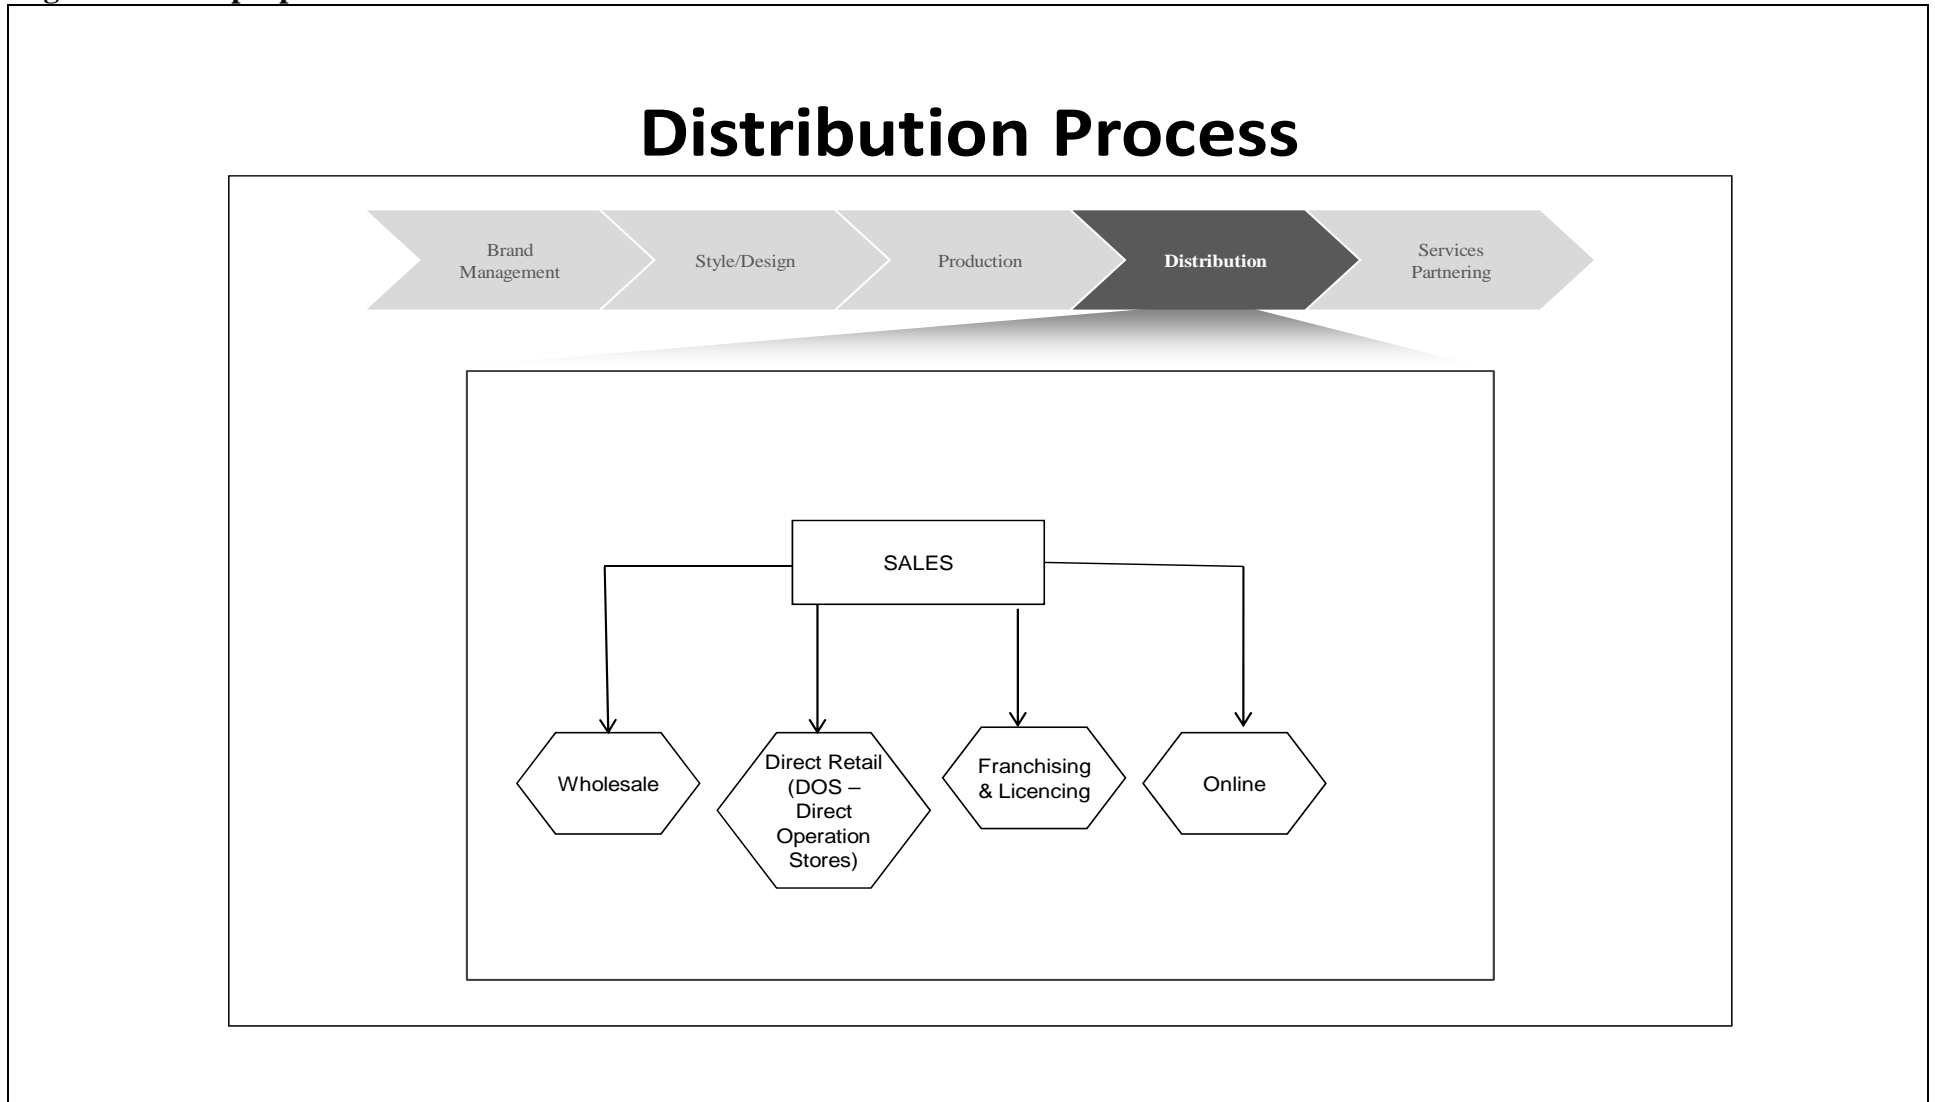 Distribution Process
Brand
Management
Style/Design
Production
Distribution
Services
Partnering
SALES
Wholesale
Direct Retail
(DOS –
Direct
Operation
Stores)
Franchising
& Licencing
Online